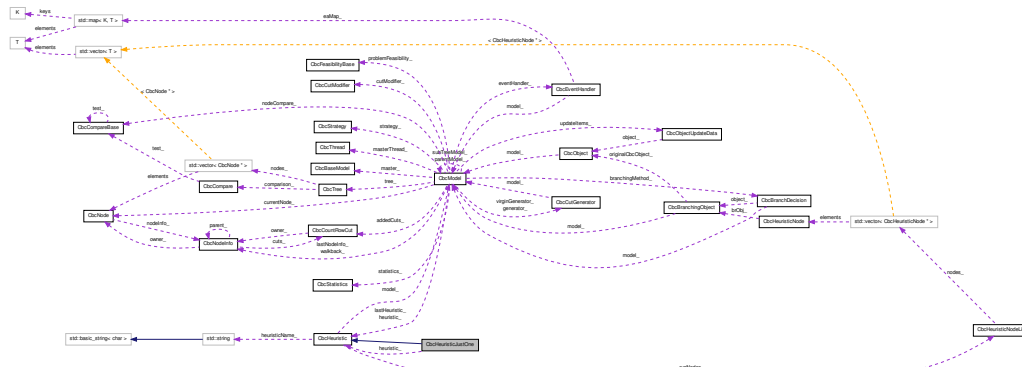 K
keys
std::map< K, T >
eaMap_
T
elements
elements
std::vector< T >
< CbcHeuristicNode * >
problemFeasibility_
CbcFeasibilityBase
cutModifier_
CbcCutModifier
eventHandler_
CbcEventHandler
< CbcNode * >
model_
nodeCompare_
test_
CbcCompareBase
CbcStrategy
strategy_
updateItems_
CbcObjectUpdateData
object_
CbcThread
masterThread_
subTreeModel_
parentModel_
model_
CbcObject
originalCbcObject_
test_
std::vector< CbcNode * >
nodes_
CbcBaseModel
master_
CbcModel
branchingMethod_
elements
CbcCompare
comparison_
CbcTree
tree_
model_
CbcCutGenerator
virginGenerator_
generator_
object_
CbcBranchDecision
currentNode_
CbcBranchingObject
brObj_
CbcHeuristicNode
elements
std::vector< CbcHeuristicNode * >
CbcNode
nodeInfo_
parent_
addedCuts_
owner_
CbcCountRowCut
model_
owner_
CbcNodeInfo
cuts_
lastNodeInfo_
walkback_
model_
statistics_
CbcStatistics
model_
nodes_
lastHeuristic_
heuristic_
std::basic_string< char >
std::string
heuristicName_
CbcHeuristic
CbcHeuristicJustOne
heuristic_